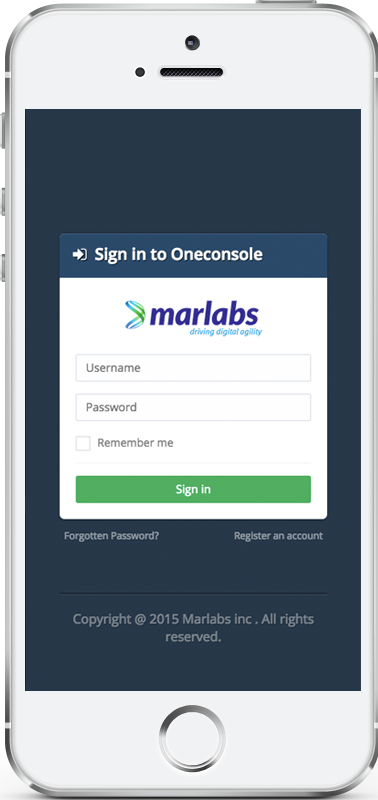 Sign in to Oneconsole
marlabs
driving digital agility
Username
Password
Remember me
Sign in
Forgotten Password? Register an account
Copyright @ 2015 Marlabs inc . All rights
reserved.